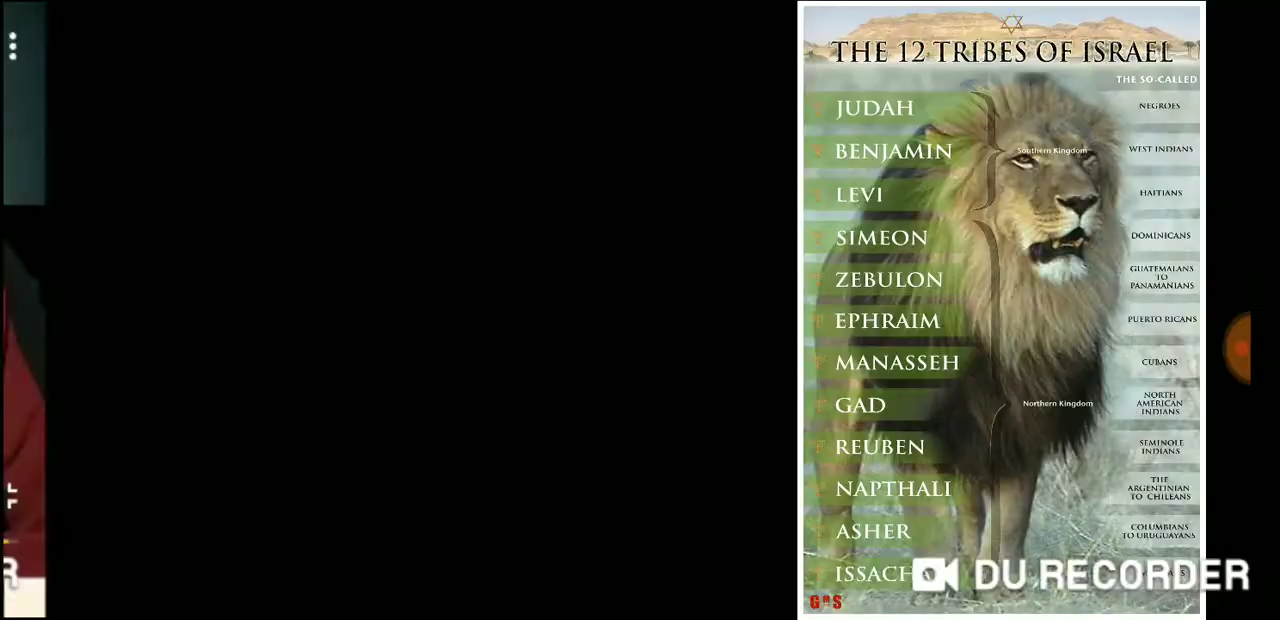 THE 12 TRIBES OF ISRAEL
THE SO-CALLED
JUDAH
NEGROES
BENJAMIN
Southern Kingdom
WEST INDIANS
LEVI
HAITIANS
SIMEON
DOMINICANS
ZEBULON
GUATEMALANS
TO
PANAMANIANS
EPHRAIM
PUERTO RICANS
MANASSEH
CUBANS
GAD
Northern Kingdom
NORTH
AMERICAN
INDIANS
REUBEN
SEMINOLE
INDIANS
NAPTHALI
THE
ARGENTINIAN
TO CHILEANS
ASHER
COLUMBIANS
TO URUGUAYANS
ISSACH
DU RECORDER